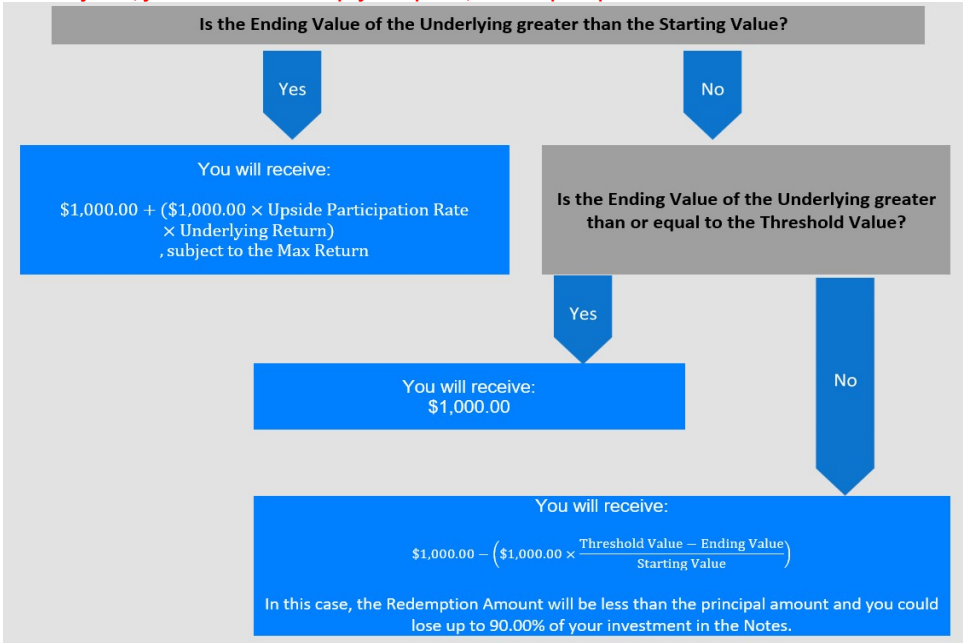 Is the Ending Value of the Underlying greater than the Starting Value?
Yes
No
You will receive:
$1,000.00 + ($1,000.00 × Upside Participation Rate
× Underlying Return)
, subject to the Max Return
Is the Ending Value of the Underlying greater
than or equal to the Threshold Value?
Yes
No
You will receive:
$1,000.00
You will receive:
$1,000.00 − ($1,000.00 × (Threshold Value − Ending Value) / Starting Value)
In this case, the Redemption Amount will be less than the principal amount and you could
lose up to 90.00% of your investment in the Notes.